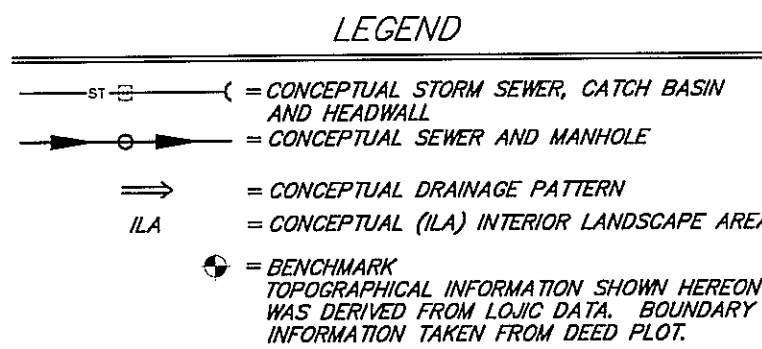 LEGEND
ST = CONCEPTUAL STORM SEWER, CATCH BASIN
AND HEADWALL
= CONCEPTUAL SEWER AND MANHOLE
= CONCEPTUAL DRAINAGE PATTERN
ILA = CONCEPTUAL (ILA) INTERIOR LANDSCAPE AREA
= BENCHMARK
TOPOGRAPHICAL INFORMATION SHOWN HEREON
WAS DERIVED FROM LOJIC DATA. BOUNDARY
INFORMATION TAKEN FROM DEED PLOT.